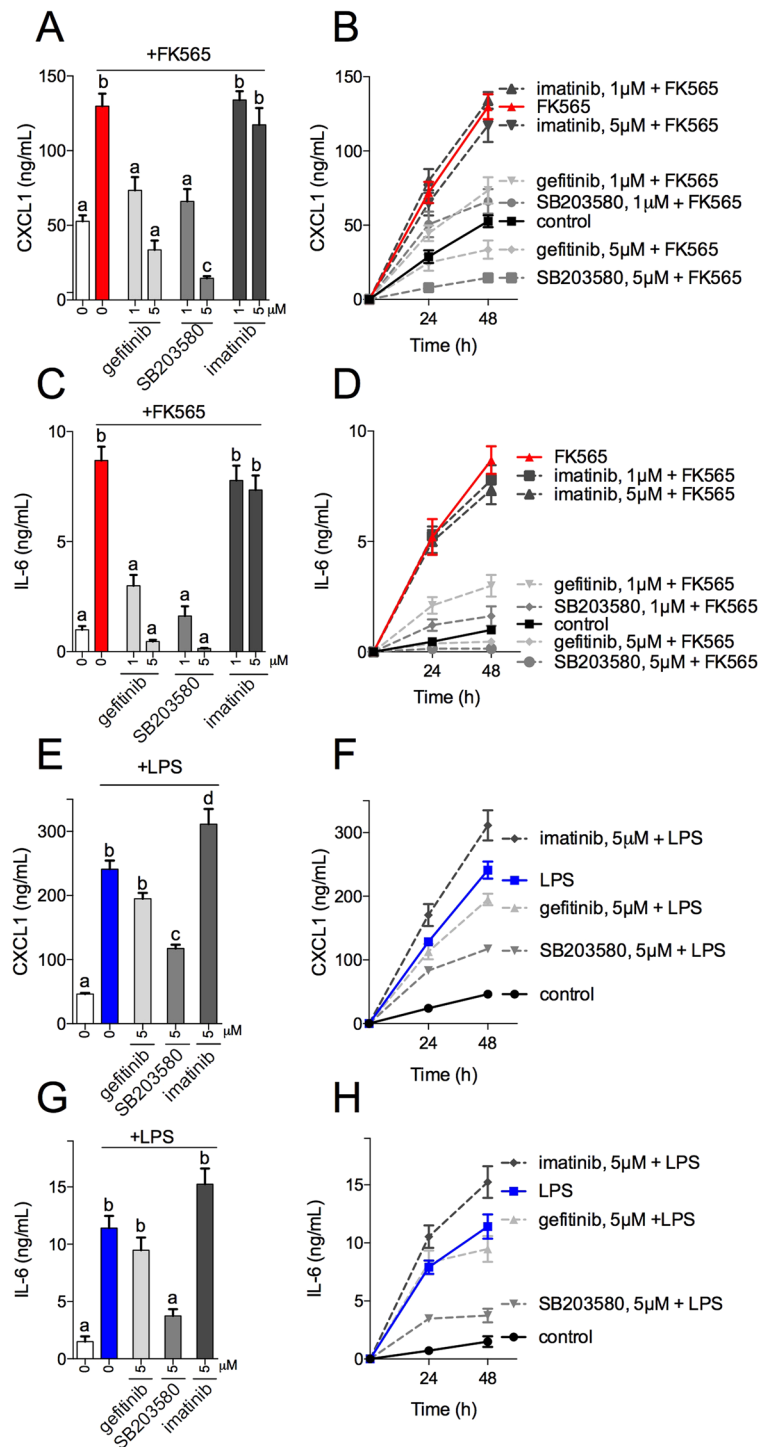 A
+FK565
CXCL1 (ng/mL)
150
100
50
0
a
b
a
a
a
c
b
b
0
0
1
5
1
5
1
5
µM
gefitinib
SB203580
imatinib
B
CXCL1 (ng/mL)
150
100
50
0
24
48
Time (h)
imatinib, 1µM + FK565
FK565
imatinib, 5µM + FK565
gefitinib, 1µM + FK565
SB203580, 1µM + FK565
control
gefitinib, 5µM + FK565
SB203580, 5µM + FK565
C
+FK565
IL-6 (ng/mL)
10
5
0
a
b
a
a
a
a
b
b
0
0
1
5
1
5
1
5
µM
gefitinib
SB203580
imatinib
D
IL-6 (ng/mL)
10
5
0
24
48
Time (h)
FK565
imatinib, 1µM + FK565
imatinib, 5µM + FK565
gefitinib, 1µM + FK565
SB203580, 1µM + FK565
control
gefitinib, 5µM + FK565
SB203580, 5µM + FK565
E
+LPS
CXCL1 (ng/mL)
300
200
100
0
a
b
b
c
d
0
0
5
5
5
µM
gefitinib
SB203580
imatinib
F
CXCL1 (ng/mL)
300
200
100
0
24
48
Time (h)
imatinib, 5µM + LPS
LPS
gefitinib, 5µM + LPS
SB203580, 5µM + LPS
control
G
+LPS
IL-6 (ng/mL)
15
10
5
0
a
b
b
a
b
0
0
5
5
5
µM
gefitinib
SB203580
imatinib
H
IL-6 (ng/mL)
15
10
5
0
24
48
Time (h)
imatinib, 5µM + LPS
LPS
gefitinib, 5µM +LPS
SB203580, 5µM + LPS
control